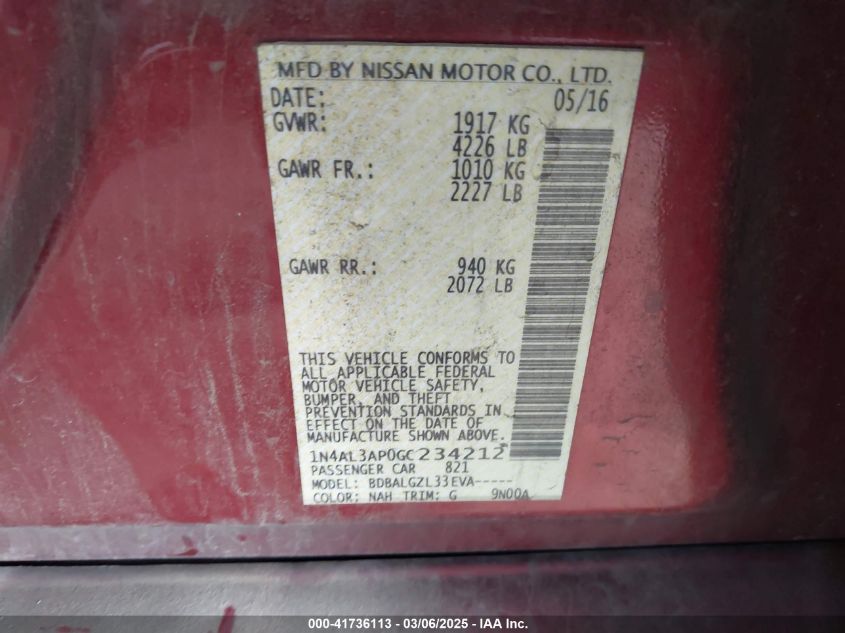 MFD BY NISSAN MOTOR CO., LTD.
DATE: 05/16
GVWR: 1917 KG
4226 LB
GAWR FR.: 1010 KG
2227 LB
GAWR RR.: 940 KG
2072 LB
THIS VEHICLE CONFORMS TO
ALL APPLICABLE FEDERAL
MOTOR VEHICLE SAFETY,
BUMPER, AND THEFT
PREVENTION STANDARDS IN
EFFECT ON THE DATE OF
MANUFACTURE SHOWN ABOVE.
1N4AL3AP0GC234212
PASSENGER CAR 821
MODEL: BDBALGZL33EVA-----
COLOR: NAH TRIM: G 9N00A
000-41736113 — 03/06/2025 — IAA Inc.